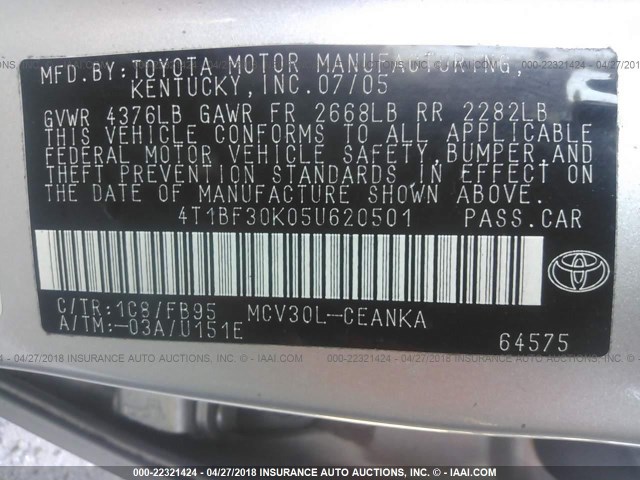 MFD.BY:TOYOTA MOTOR MANUFACTURING,
KENTUCKY,INC.07/05
GVWR 4376LB GAWR FR 2668LB RR 2282LB
THIS VEHICLE CONFORMS TO ALL APPLICABLE
FEDERAL MOTOR VEHICLE SAFETY,BUMPER,AND
THEFT PREVENTION STANDARDS IN EFFECT ON
THE DATE OF MANUFACTURE SHOWN ABOVE.
4T1BF30K05U620501 PASS.CAR
C/TR:1C8/FB95 MCV30L-CEANKA
A/TM:-03A/U151E
64575
000-22321424 - 04/27/2018 INSURANCE AUTO AUCTIONS - WWW.IAAI.COM